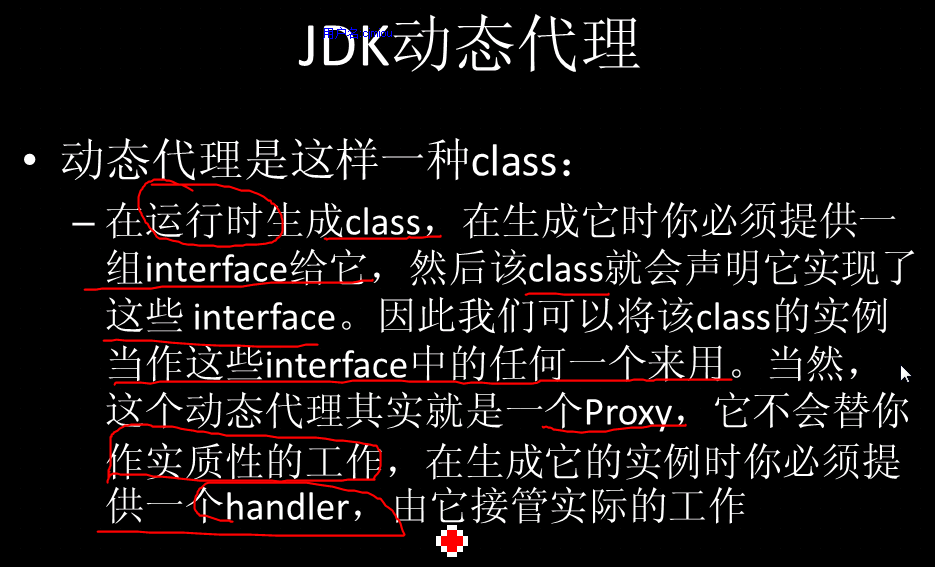 JDK动态代理
• 动态代理是这样一种class：
– 在运行时生成class，在生成它时你必须提供一
组interface给它，然后该class就会声明它实现了
这些 interface。因此我们可以将该class的实例
当作这些interface中的任何一个来用。当然，
这个动态代理其实就是一个Proxy，它不会替你
作实质性的工作，在生成它的实例时你必须提
供一个handler，由它接管实际的工作